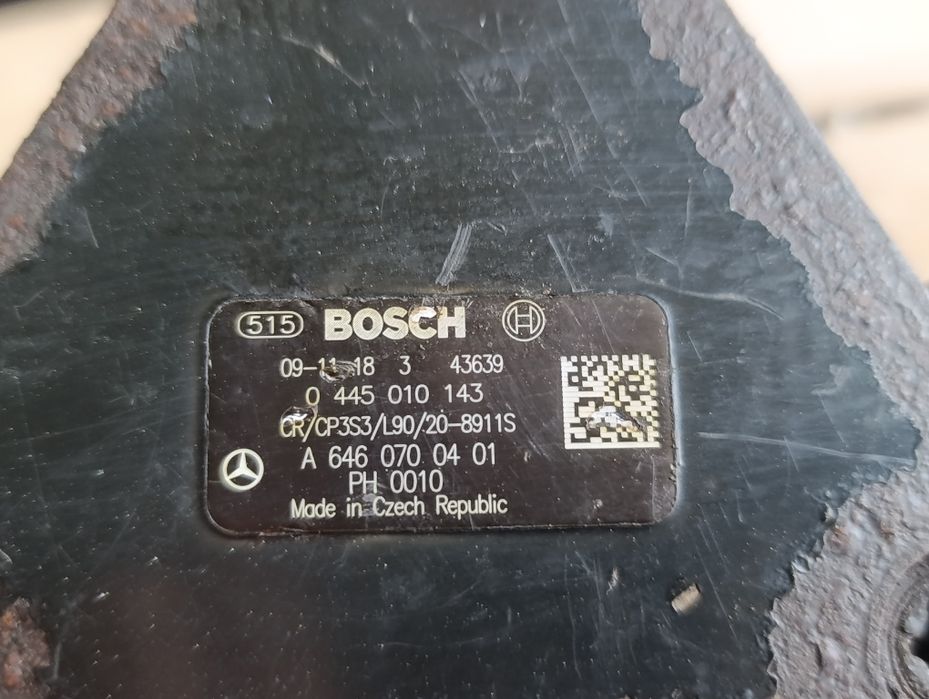 515 BOSCH
09-11-18 3 43639
0 445 010 143
CR/CP3S3/L90/20-8911S
A 646 070 04 01
PH 0010
Made in Czech Republic